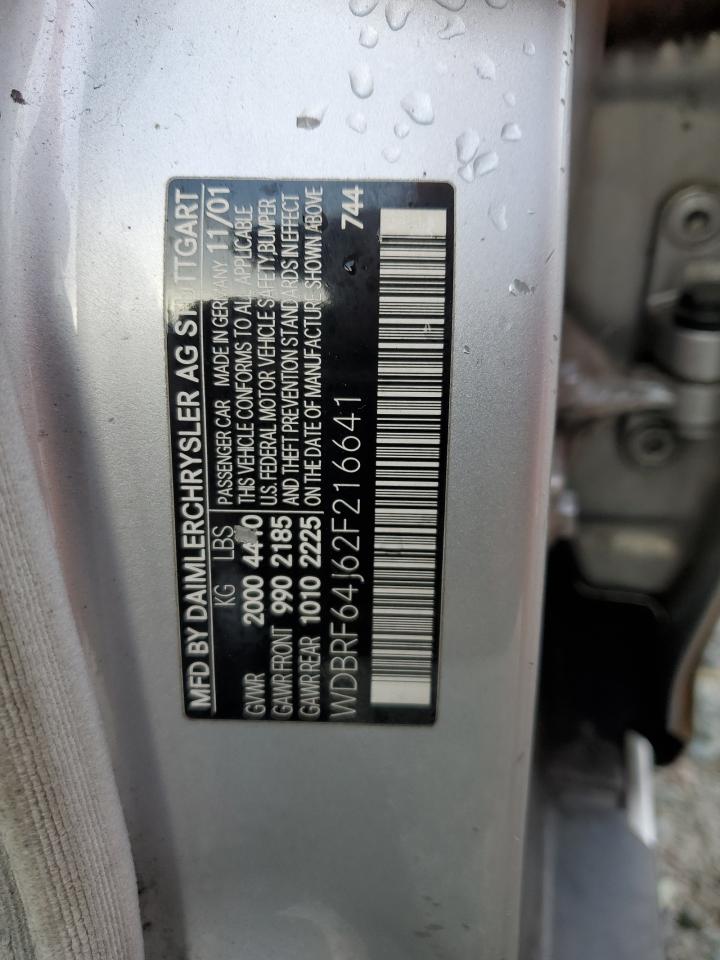 MFD BY DAIMLERCHRYSLER AG STUTTGART
KG LBS PASSENGER CAR MADE IN GERMANY 11/01
GVWR 2000 4410 THIS VEHICLE CONFORMS TO ALL APPLICABLE
GAWR FRONT 990 2185 U.S. FEDERAL MOTOR VEHICLE SAFETY,BUMPER
GAWR REAR 1010 2225 AND THEFT PREVENTION STANDARDS IN EFFECT
ON THE DATE OF MANUFACTURE SHOWN ABOVE
WDBRF64J62F216641 744